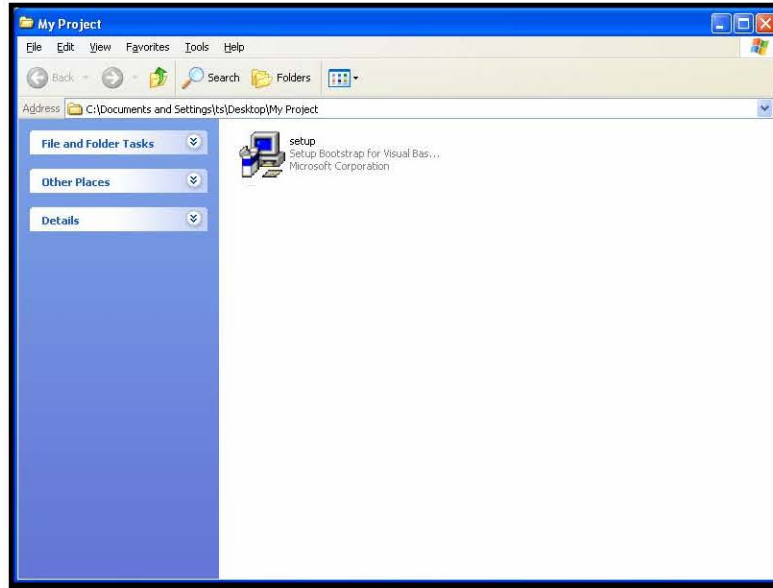 My Project
File Edit View Favorites Tools Help
Back Search Folders
Address C:\Documents and Settings\ts\Desktop\My Project
File and Folder Tasks
Other Places
Details
setup
Setup Bootstrap for Visual Bas...
Microsoft Corporation